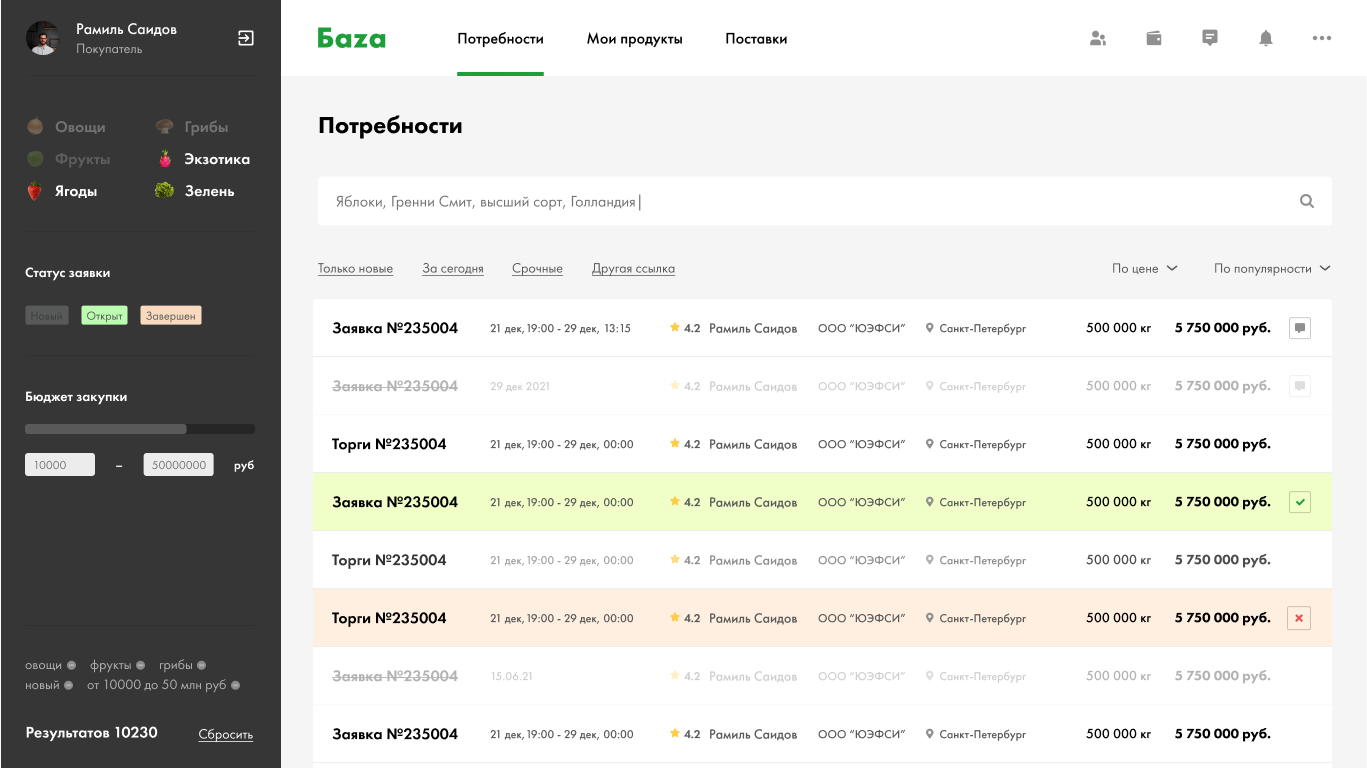 Рамиль Саидов
Покупатель
Baza
Потребности
Мои продукты
Поставки
Овощи
Грибы
Фрукты
Экзотика
Ягоды
Зелень
Статус заявки
Новый
Открыт
Завершен
Бюджет закупки
10000 – 50000000 руб
овощи фрукты грибы
новый от 10000 до 50 млн руб
Результатов 10230
Сбросить
Потребности
Яблоки, Гренни Смит, высший сорт, Голландия
Только новые За сегодня Срочные Другая ссылка По цене По популярности
Заявка №235004 21 дек, 19:00 - 29 дек, 13:15 4.2 Рамиль Саидов ООО “ЮЭФСИ” Санкт-Петербург 500 000 кг 5 750 000 руб.
Заявка №235004 29 дек 2021 4.2 Рамиль Саидов ООО “ЮЭФСИ” Санкт-Петербург 500 000 кг 5 750 000 руб.
Торги №235004 21 дек, 19:00 - 29 дек, 00:00 4.2 Рамиль Саидов ООО “ЮЭФСИ” Санкт-Петербург 500 000 кг 5 750 000 руб.
Заявка №235004 21 дек, 19:00 - 29 дек, 00:00 4.2 Рамиль Саидов ООО “ЮЭФСИ” Санкт-Петербург 500 000 кг 5 750 000 руб.
Торги №235004 21 дек, 19:00 - 29 дек, 00:00 4.2 Рамиль Саидов ООО “ЮЭФСИ” Санкт-Петербург 500 000 кг 5 750 000 руб.
Торги №235004 21 дек, 19:00 - 29 дек, 00:00 4.2 Рамиль Саидов ООО “ЮЭФСИ” Санкт-Петербург 500 000 кг 5 750 000 руб.
Заявка №235004 15.06.21 4.2 Рамиль Саидов ООО “ЮЭФСИ” Санкт-Петербург 500 000 кг 5 750 000 руб.
Заявка №235004 21 дек, 19:00 - 29 дек, 00:00 4.2 Рамиль Саидов ООО “ЮЭФСИ” Санкт-Петербург 500 000 кг 5 750 000 руб.